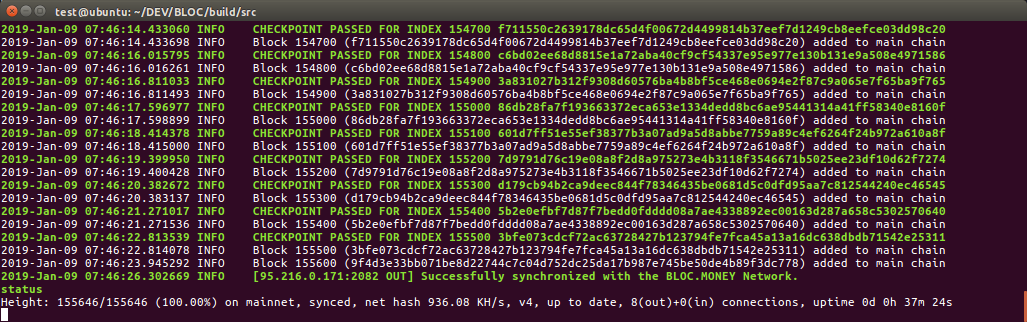 test@ubuntu: ~/DEV/BLOC/build/src
2019-Jan-09 07:46:14.433060 INFO    CHECKPOINT PASSED FOR INDEX 154700 f711550c2639178dc65d4f00672d4499814b37eef7d1249cb8eefce03dd98c20
2019-Jan-09 07:46:14.433698 INFO    Block 154700 (f711550c2639178dc65d4f00672d4499814b37eef7d1249cb8eefce03dd98c20) added to main chain
2019-Jan-09 07:46:16.015795 INFO    CHECKPOINT PASSED FOR INDEX 154800 c6bd02ee68d8815e1a72aba40cf9cf54337e95e977e130b131e9a508e4971586
2019-Jan-09 07:46:16.016261 INFO    Block 154800 (c6bd02ee68d8815e1a72aba40cf9cf54337e95e977e130b131e9a508e4971586) added to main chain
2019-Jan-09 07:46:16.811033 INFO    CHECKPOINT PASSED FOR INDEX 154900 3a831027b312f9308d60576ba4b8bf5ce468e0694e2f87c9a065e7f65ba9f765
2019-Jan-09 07:46:16.811493 INFO    Block 154900 (3a831027b312f9308d60576ba4b8bf5ce468e0694e2f87c9a065e7f65ba9f765) added to main chain
2019-Jan-09 07:46:17.596977 INFO    CHECKPOINT PASSED FOR INDEX 155000 86db28fa7f193663372eca653e1334dedd8bc6ae95441314a41ff58340e8160f
2019-Jan-09 07:46:17.598899 INFO    Block 155000 (86db28fa7f193663372eca653e1334dedd8bc6ae95441314a41ff58340e8160f) added to main chain
2019-Jan-09 07:46:18.414378 INFO    CHECKPOINT PASSED FOR INDEX 155100 601d7ff51e55ef38377b3a07ad9a5d8abbe7759a89c4ef6264f24b972a610a8f
2019-Jan-09 07:46:18.415000 INFO    Block 155100 (601d7ff51e55ef38377b3a07ad9a5d8abbe7759a89c4ef6264f24b972a610a8f) added to main chain
2019-Jan-09 07:46:19.399950 INFO    CHECKPOINT PASSED FOR INDEX 155200 7d9791d76c19e08a8f2d8a975273e4b3118f3546671b5025ee23df10d62f7274
2019-Jan-09 07:46:19.400428 INFO    Block 155200 (7d9791d76c19e08a8f2d8a975273e4b3118f3546671b5025ee23df10d62f7274) added to main chain
2019-Jan-09 07:46:20.382672 INFO    CHECKPOINT PASSED FOR INDEX 155300 d179cb94b2ca9deec844f78346435be0681d5c0dfd95aa7c812544240ec46545
2019-Jan-09 07:46:20.383137 INFO    Block 155300 (d179cb94b2ca9deec844f78346435be0681d5c0dfd95aa7c812544240ec46545) added to main chain
2019-Jan-09 07:46:21.271017 INFO    CHECKPOINT PASSED FOR INDEX 155400 5b2e0efbf7d87f7bedd0fdddd08a7ae4338892ec00163d287a658c5302570640
2019-Jan-09 07:46:21.271536 INFO    Block 155400 (5b2e0efbf7d87f7bedd0fdddd08a7ae4338892ec00163d287a658c5302570640) added to main chain
2019-Jan-09 07:46:22.813539 INFO    CHECKPOINT PASSED FOR INDEX 155500 3bfe073cdcf72ac63728427b123794fe7fca45a13a16dc638dbdb71542e25311
2019-Jan-09 07:46:22.814078 INFO    Block 155500 (3bfe073cdcf72ac63728427b123794fe7fca45a13a16dc638dbdb71542e25311) added to main chain
2019-Jan-09 07:46:23.945292 INFO    Block 155600 (9f4d3e33bb071be8d22744c7c04d752dc25da17b987e745be50de4b89f3dc778) added to main chain
2019-Jan-09 07:46:26.302669 INFO    [95.216.0.171:2082 OUT] Successfully synchronized with the BLOC.MONEY Network.
status
Height: 155646/155646 (100.00%) on mainnet, synced, net hash 936.08 KH/s, v4, up to date, 8(out)+0(in) connections, uptime 0d 0h 37m 24s